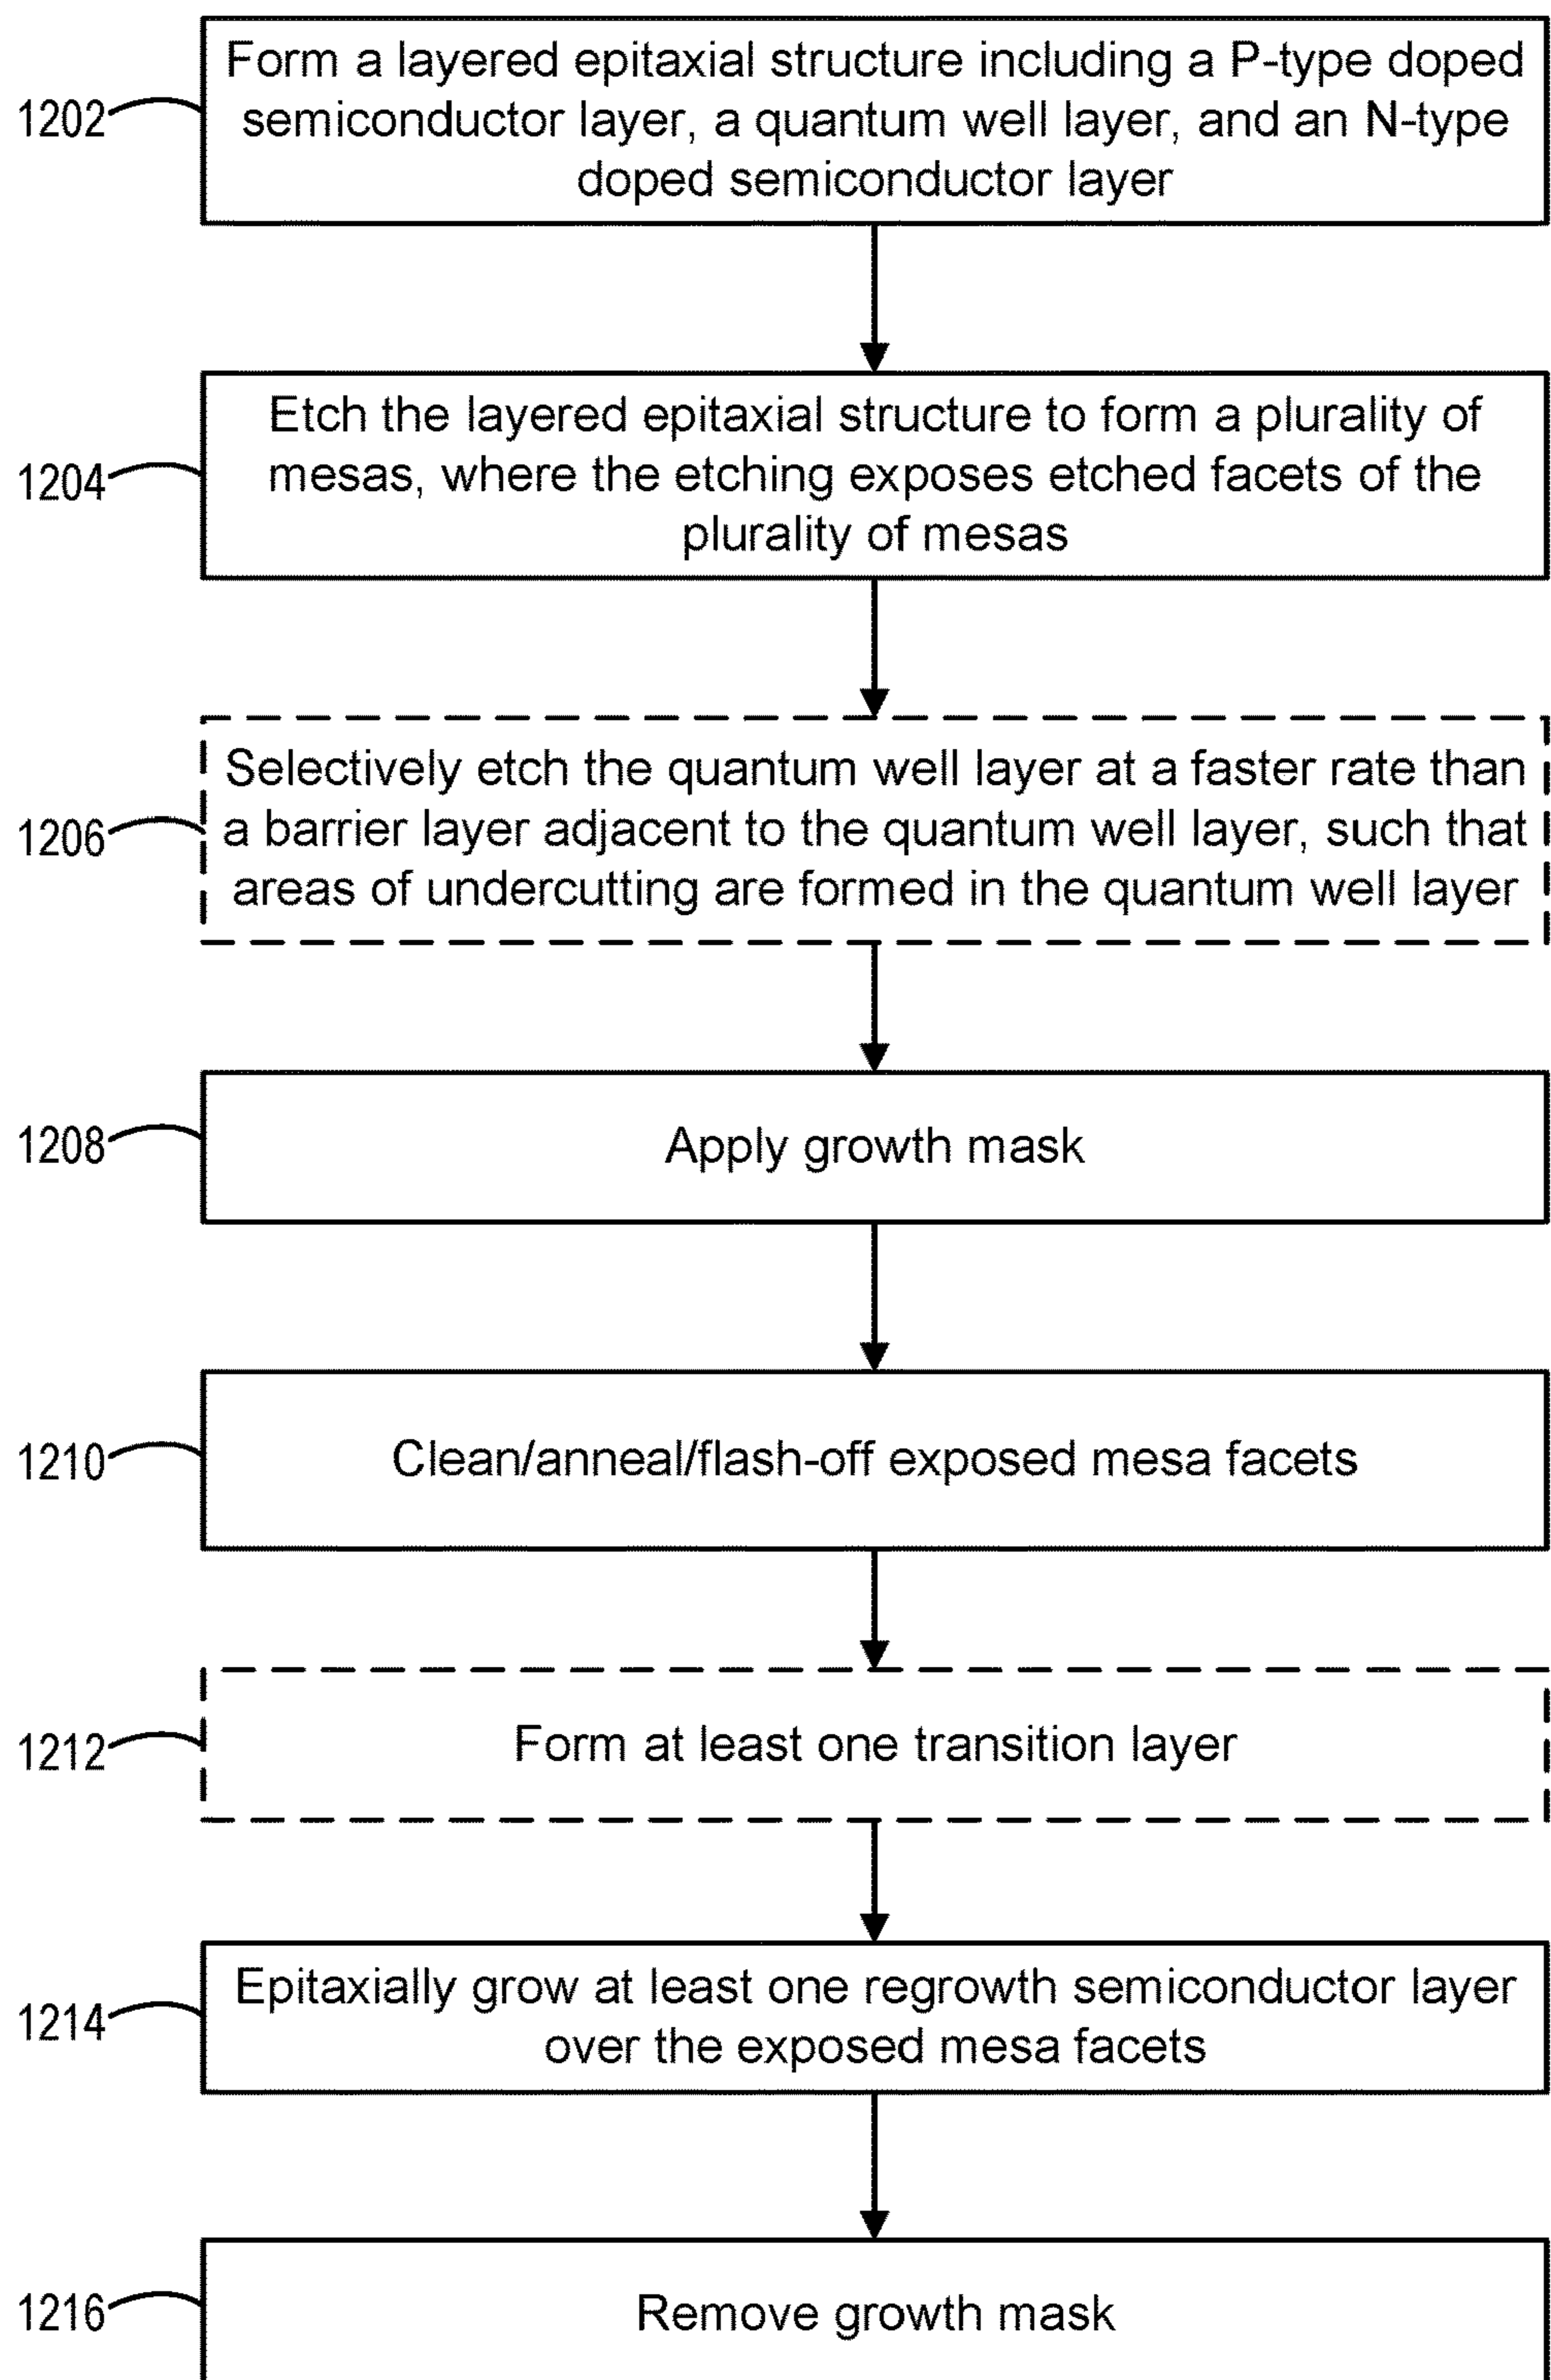 1202
Form a layered epitaxial structure including a P-type doped
semiconductor layer, a quantum well layer, and an N-type
doped semiconductor layer
1204
Etch the layered epitaxial structure to form a plurality of
mesas, where the etching exposes etched facets of the
plurality of mesas
1206
Selectively etch the quantum well layer at a faster rate than
a barrier layer adjacent to the quantum well layer, such that
areas of undercutting are formed in the quantum well layer
1208
Apply growth mask
1210
Clean/anneal/flash-off exposed mesa facets
1212
Form at least one transition layer
1214
Epitaxially grow at least one regrowth semiconductor layer
over the exposed mesa facets
1216
Remove growth mask